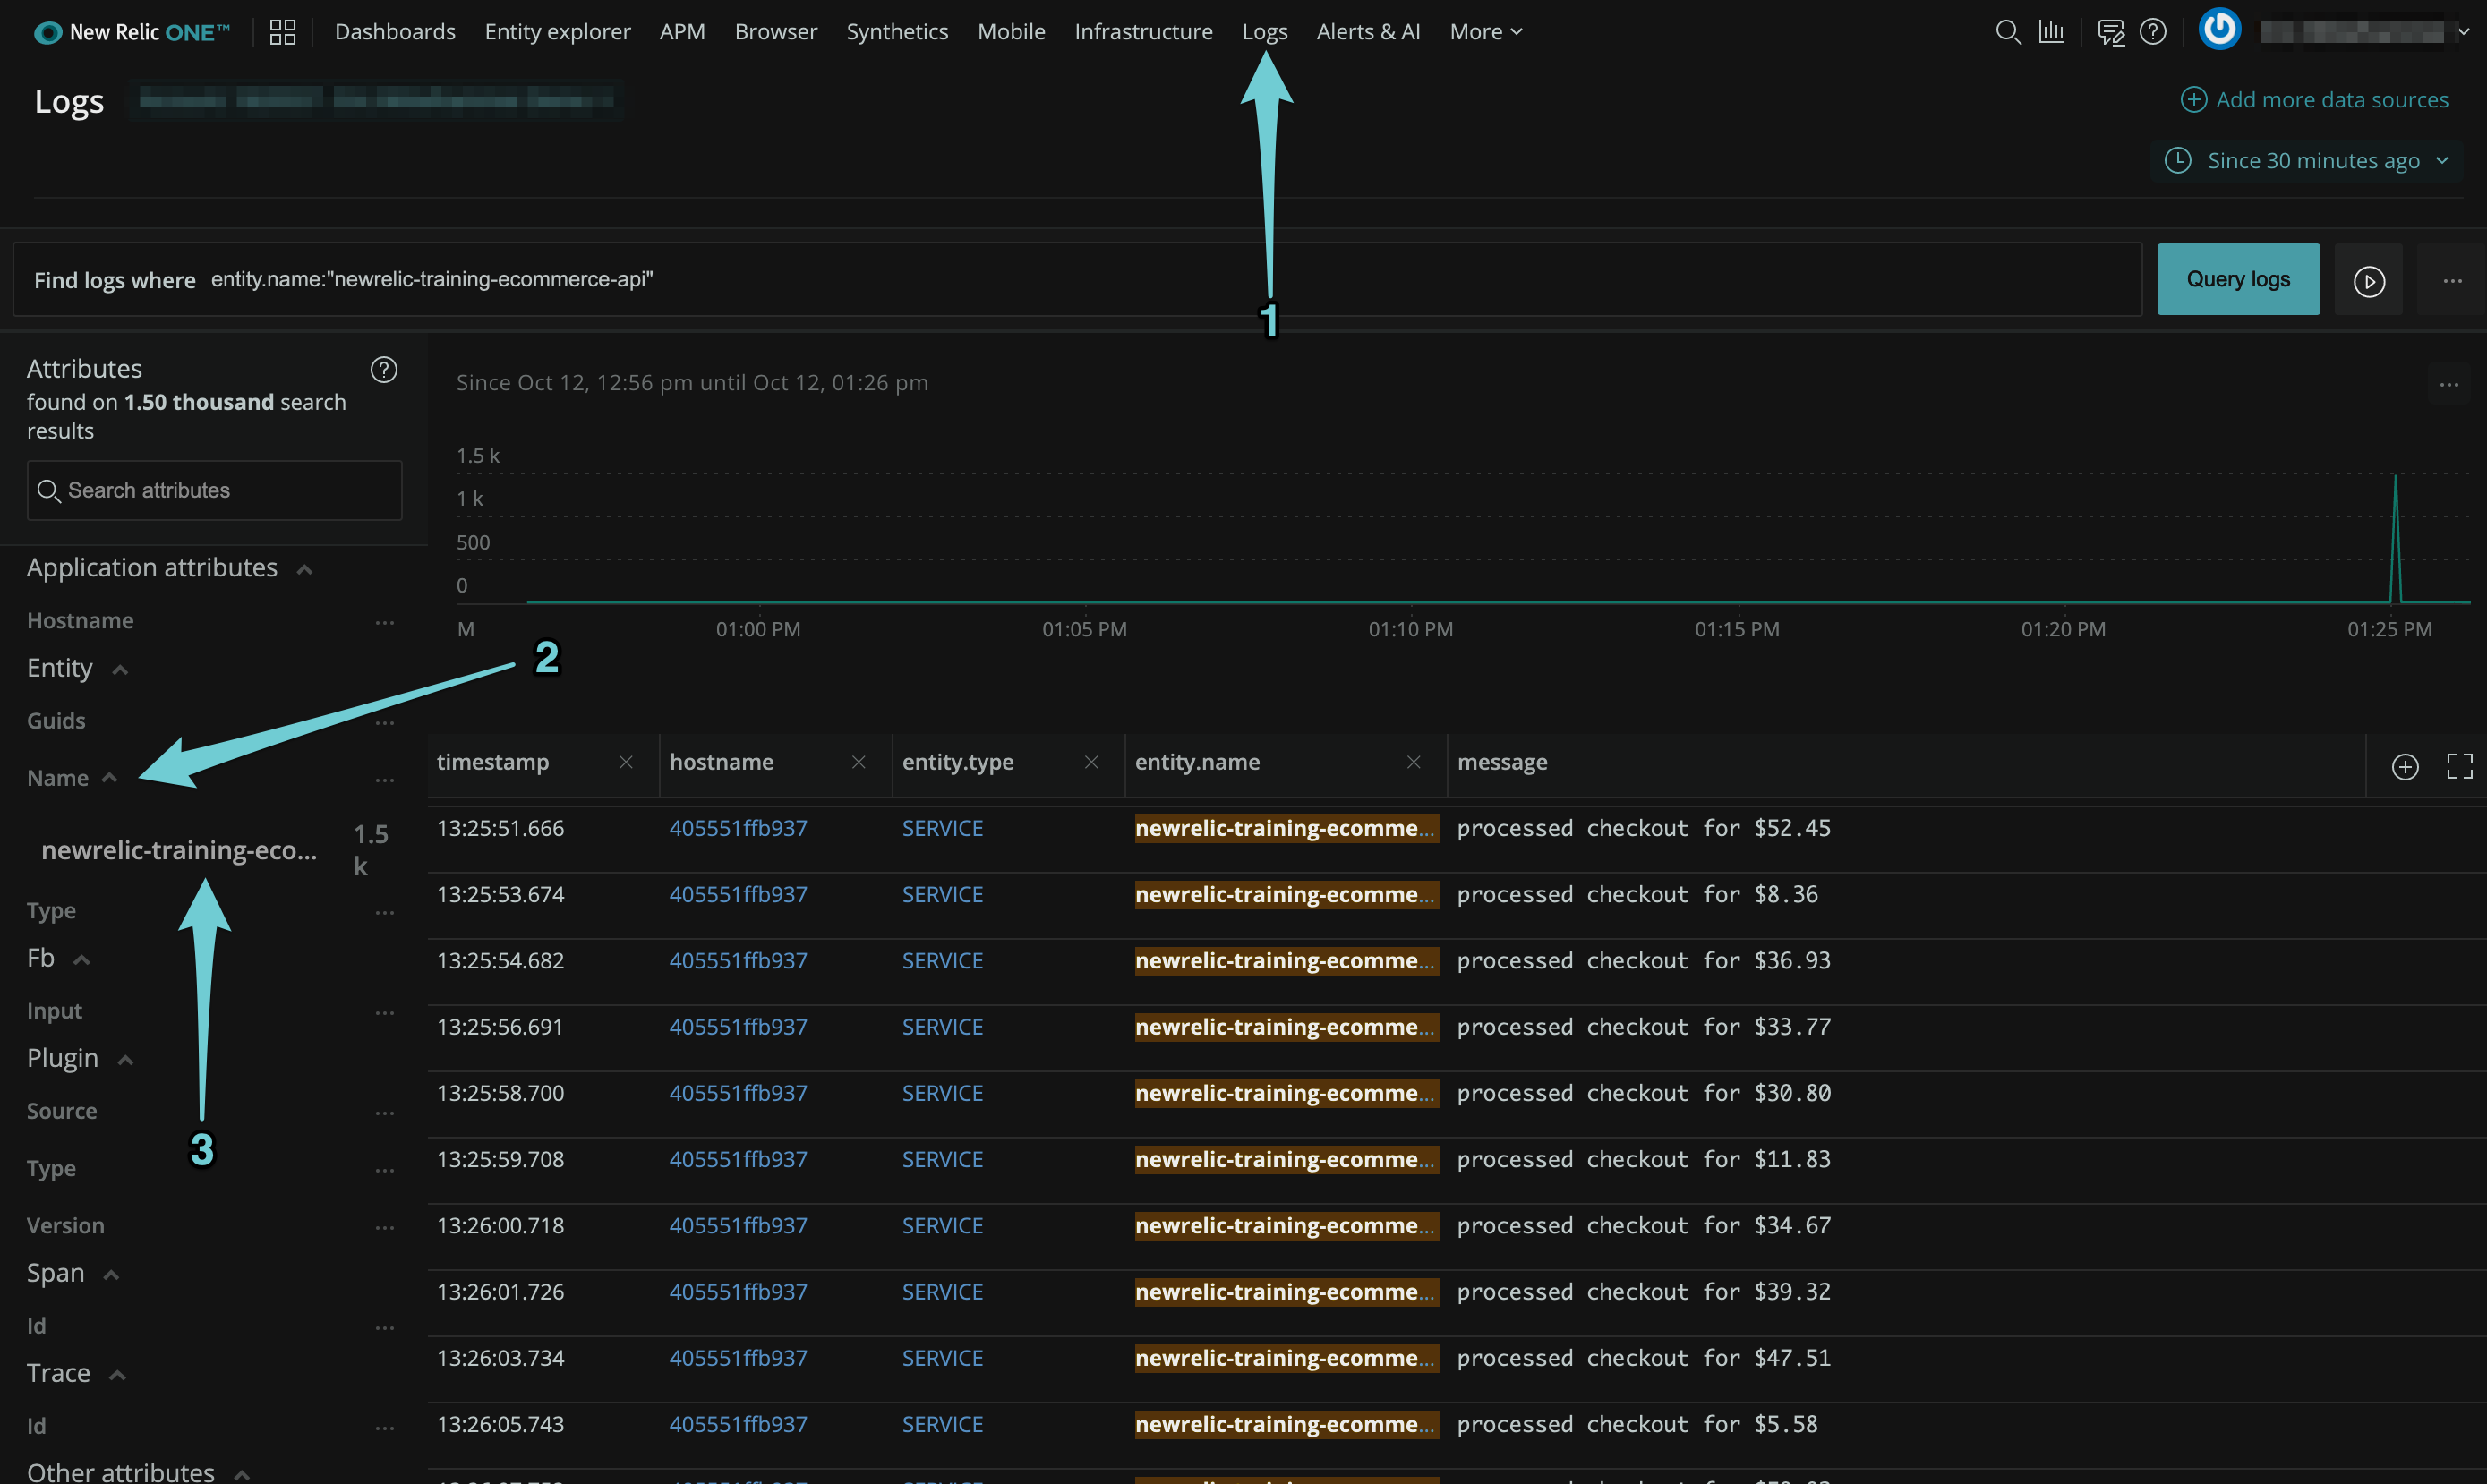 New Relic ONE™ Dashboards Entity explorer APM Browser Synthetics Mobile Infrastructure Logs Alerts & AI More
Logs
Add more data sources
Since 30 minutes ago
Find logs where entity.name:"newrelic-training-ecommerce-api" Query logs ...
1
Attributes
found on 1.50 thousand search
results
Search attributes
Application attributes
Hostname ...
Entity
Guids ...
Name ...
newrelic-training-eco... 1.5
k
Type ...
Fb
Input ...
Plugin
Source ...
Type ...
Version ...
Span
Id ...
Trace
Id ...
Other attributes
2
3
Since Oct 12, 12:56 pm until Oct 12, 01:26 pm ...
1.5 k
1 k
500
0
M 01:00 PM 01:05 PM 01:10 PM 01:15 PM 01:20 PM 01:25 PM
timestamp hostname entity.type entity.name message
13:25:51.666 405551ffb937 SERVICE newrelic-training-ecomme... processed checkout for $52.45
13:25:53.674 405551ffb937 SERVICE newrelic-training-ecomme... processed checkout for $8.36
13:25:54.682 405551ffb937 SERVICE newrelic-training-ecomme... processed checkout for $36.93
13:25:56.691 405551ffb937 SERVICE newrelic-training-ecomme... processed checkout for $33.77
13:25:58.700 405551ffb937 SERVICE newrelic-training-ecomme... processed checkout for $30.80
13:25:59.708 405551ffb937 SERVICE newrelic-training-ecomme... processed checkout for $11.83
13:26:00.718 405551ffb937 SERVICE newrelic-training-ecomme... processed checkout for $34.67
13:26:01.726 405551ffb937 SERVICE newrelic-training-ecomme... processed checkout for $39.32
13:26:03.734 405551ffb937 SERVICE newrelic-training-ecomme... processed checkout for $47.51
13:26:05.743 405551ffb937 SERVICE newrelic-training-ecomme... processed checkout for $5.58